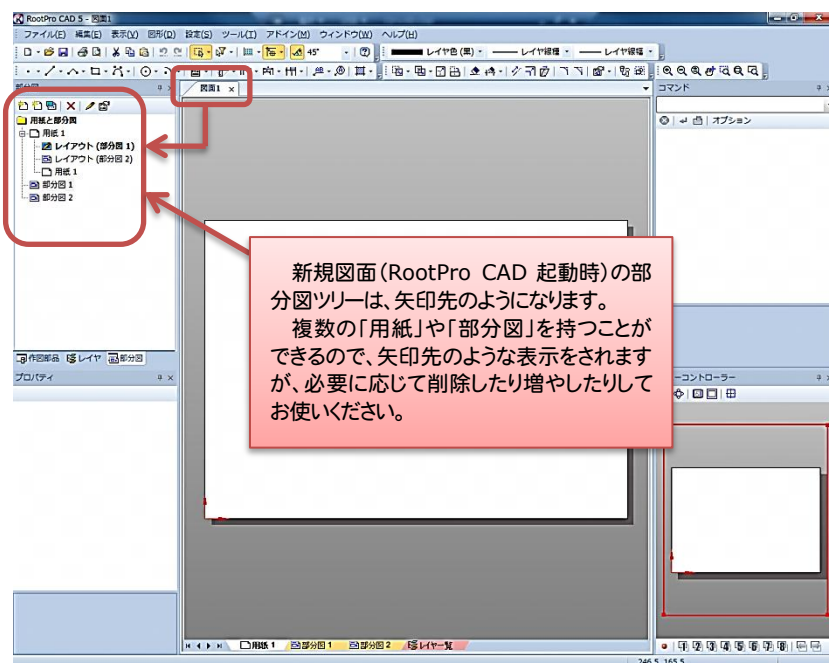 RootPro CAD 5 - 図面1
ファイル(F) 編集(E) 表示(V) 図形(D) 設定(S) ツール(T) アドイン(M) ウィンドウ(W) ヘルプ(H)
45° レイヤ色(黒) レイヤ線種 レイヤ線幅
部分図
図面1
コマンド
オプション
用紙と部分図
用紙 1
レイアウト (部分図 1)
レイアウト (部分図 2)
用紙 1
部分図 1
部分図 2
新規図面(RootPro CAD 起動時)の部
分図ツリーは、矢印先のようになります。
複数の「用紙」や「部分図」を持つことが
できるので、矢印先のような表示をされます
が、必要に応じて削除したり増やしたりして
お使いください。
作図部品 レイヤ 部分図
プロパティ
ーコントローラー
用紙 1 部分図 1 部分図 2 レイヤ一覧
1 2 3 4 5 6 7 8
246.5, 165.5